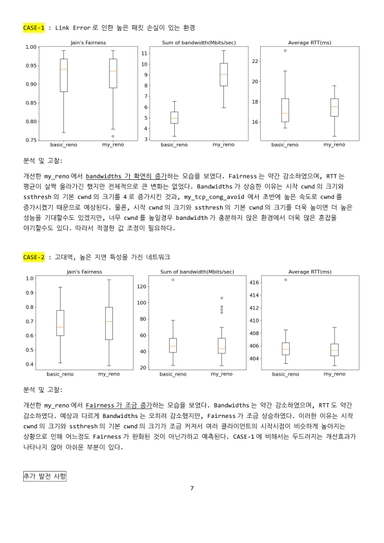 CASE-1 : Link Error 로 인한 높은 패킷 손실이 있는 환경
Jain's Fairness
Sum of bandwidth(Mbits/sec)
Average RTT(ms)
1.00
0.95
0.90
0.85
0.80
0.75
11
10
9
8
7
6
5
4
3
22
20
18
16
basic_reno my_reno basic_reno my_reno basic_reno my_reno
분석 및 고찰:
개선한 my_reno 에서 bandwidths 가 확연히 증가하는 모습을 보였다. Fairness 는 약간 감소하였으며, RTT 는
평균이 살짝 올라가긴 했지만 전체적으로 큰 변화는 없었다. Bandwidths 가 상승한 이유는 시작 cwnd 의 크기와
ssthresh 의 기본 cwnd 의 크기를 4 로 증가시킨 것과, my_tcp_cong_avoid 에서 초반에 높은 속도로 cwnd 를
증가시켰기 때문으로 예상된다. 물론, 시작 cwnd 의 크기와 ssthresh 의 기본 cwnd 의 크기를 더욱 높이면 더 높은
성능을 기대할수도 있겠지만, 너무 cwnd 를 높일경우 bandwidth 가 충분하지 않은 환경에서 더욱 많은 혼잡을
야기할수도 있다. 따라서 적절한 값 조정이 필요하다.
CASE-2 : 고대역, 높은 지연 특성을 가진 네트워크
Jain's Fairness
Sum of bandwidth(Mbits/sec)
Average RTT(ms)
1.0
0.9
0.8
0.7
0.6
0.5
0.4
120
100
80
60
40
20
416
414
412
410
408
406
404
basic_reno my_reno basic_reno my_reno basic_reno my_reno
분석 및 고찰:
개선한 my_reno 에서 Fairness 가 조금 증가하는 모습을 보였다. Bandwidths 는 약간 감소하였으며, RTT 도 약간
감소하였다. 예상과 다르게 Bandwidths 는 오히려 감소했지만, Fairness 가 조금 상승하였다. 이러한 이유는 시작
cwnd 의 크기와 ssthresh 의 기본 cwnd 의 크기가 조금 커져서 여러 클라이언트의 시작시점이 비슷하게 높아지는
상황으로 인해 어느정도 Fairness 가 완화된 것이 아닌가하고 예측된다. CASE-1 에 비해서는 두드러지는 개선효과가
나타나지 않아 아쉬운 부분이 있다.
추가 발전 사항
7